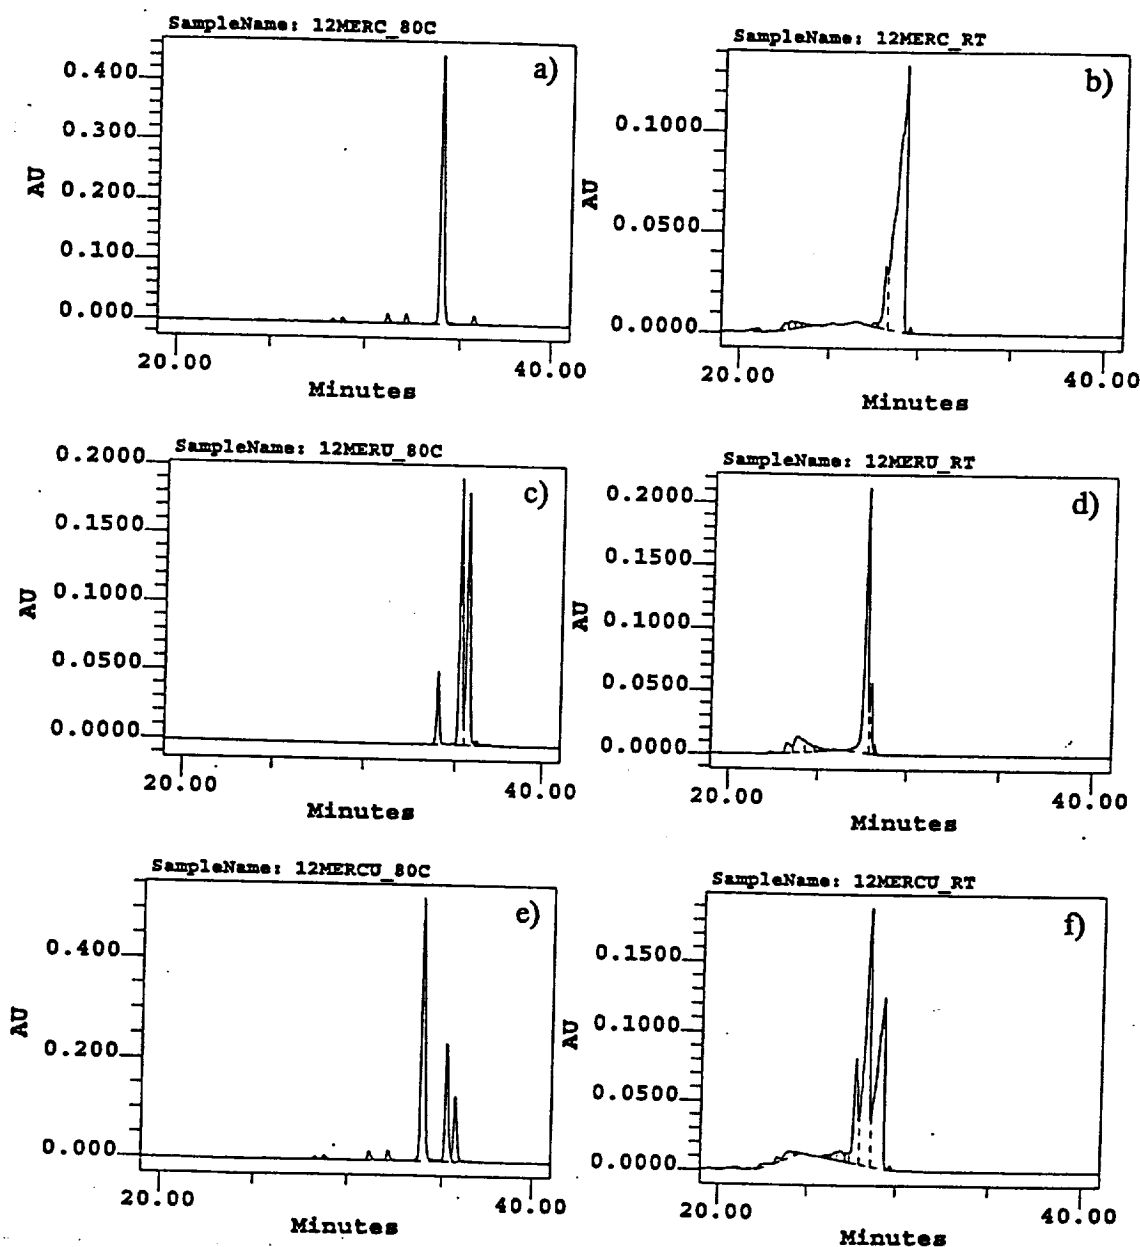 SampleName: 12MERC_80C
a)
0.400
0.300
0.200
0.100
0.000
AU
20.00 40.00
Minutes
SampleName: 12MERC_RT
b)
0.1000
0.0500
0.0000
AU
20.00 40.00
Minutes
SampleName: 12MERU_80C
c)
0.2000
0.1500
0.1000
0.0500
0.0000
AU
20.00 40.00
Minutes
SampleName: 12MERU_RT
d)
0.2000
0.1500
0.1000
0.0500
0.0000
AU
20.00 40.00
Minutes
SampleName: 12MERCU_80C
e)
0.400
0.200
0.000
AU
20.00 40.00
Minutes
SampleName: 12MERCU_RT
f)
0.1500
0.1000
0.0500
0.0000
AU
20.00 40.00
Minutes